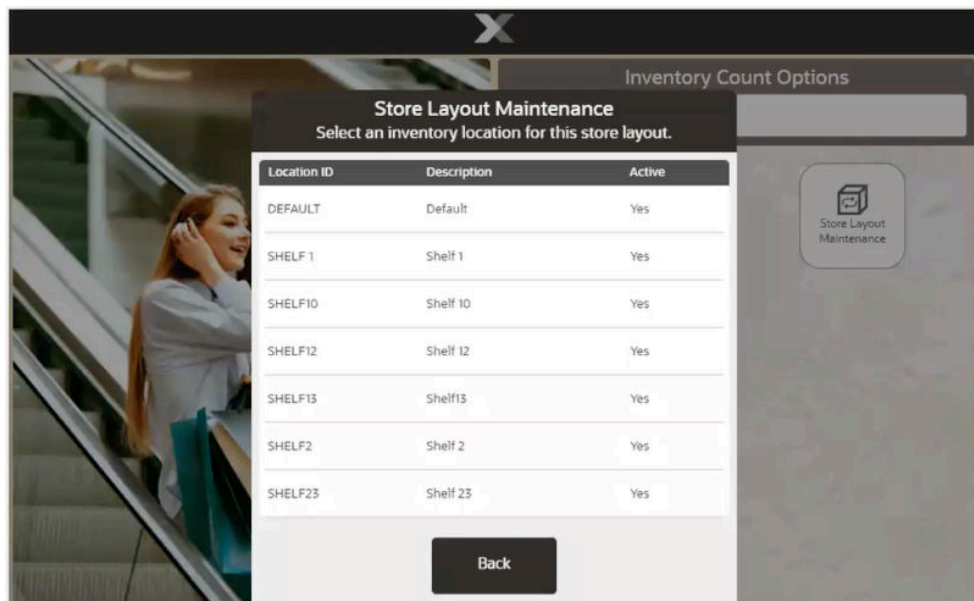 Inventory Count Options
Store Layout Maintenance
Select an inventory location for this store layout.
Location ID Description Active
DEFAULT Default Yes
SHELF 1 Shelf 1 Yes
SHELF10 Shelf 10 Yes
SHELF12 Shelf 12 Yes
SHELF13 Shelf13 Yes
SHELF2 Shelf 2 Yes
SHELF23 Shelf 23 Yes
Back
Store Layout
Maintenance